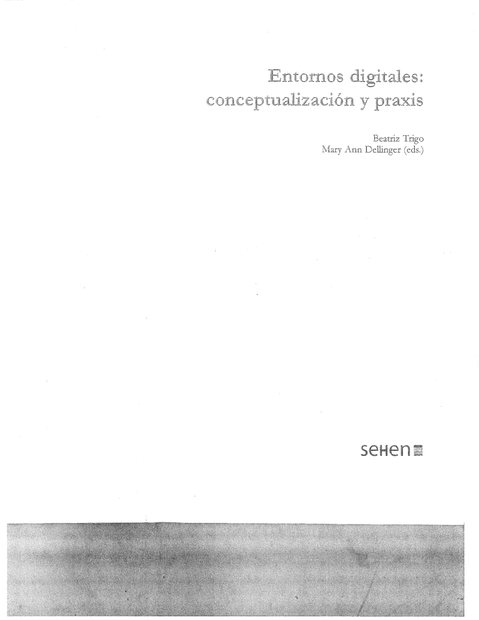 Entornos digitales:
conceptualización y praxis
Beatriz Trigo
Mary Ann Dellinger (eds.)
seHen